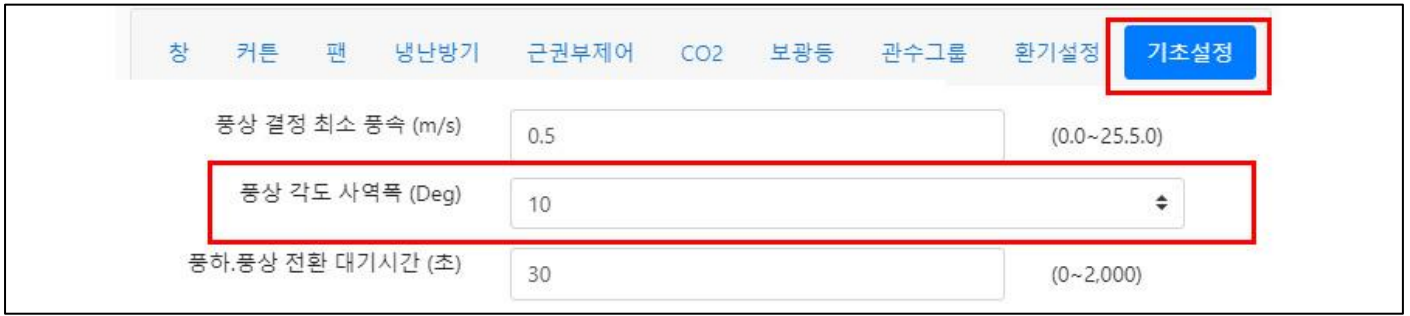 창 커튼 팬 냉난방기 근권부제어 CO2 보광등 관수그룹 환기설정 기초설정
풍상 결정 최소 풍속 (m/s) 0.5 (0.0~25.5.0)
풍상 각도 사역폭 (Deg) 10
풍하.풍상 전환 대기시간 (초) 30 (0~2,000)